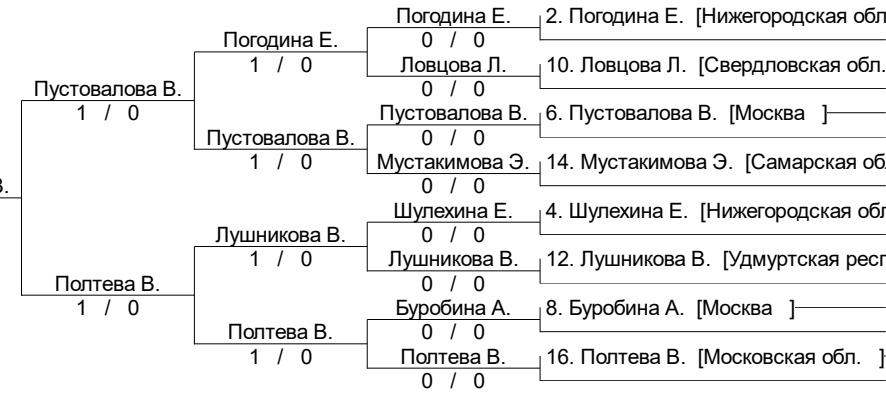 Погодина Е. 2. Погодина Е. [Нижегородская обл
Погодина Е. 0 / 0
1 / 0 Ловцова Л. 10. Ловцова Л. [Свердловская обл.
Пустовалова В. 0 / 0
1 / 0 Пустовалова В. 6. Пустовалова В. [Москва ]
Пустовалова В. 0 / 0
1 / 0 Мустакимова Э. 14. Мустакимова Э. [Самарская об
В. 0 / 0
Шулехина Е. 4. Шулехина Е. [Нижегородская обл
Лушникова В. 0 / 0
1 / 0 Лушникова В. 12. Лушникова В. [Удмуртская респ
Полтева В. 0 / 0
1 / 0 Буробина А. 8. Буробина А. [Москва ]
Полтева В. 0 / 0
1 / 0 Полтева В. 16. Полтева В. [Московская обл. ]
0 / 0